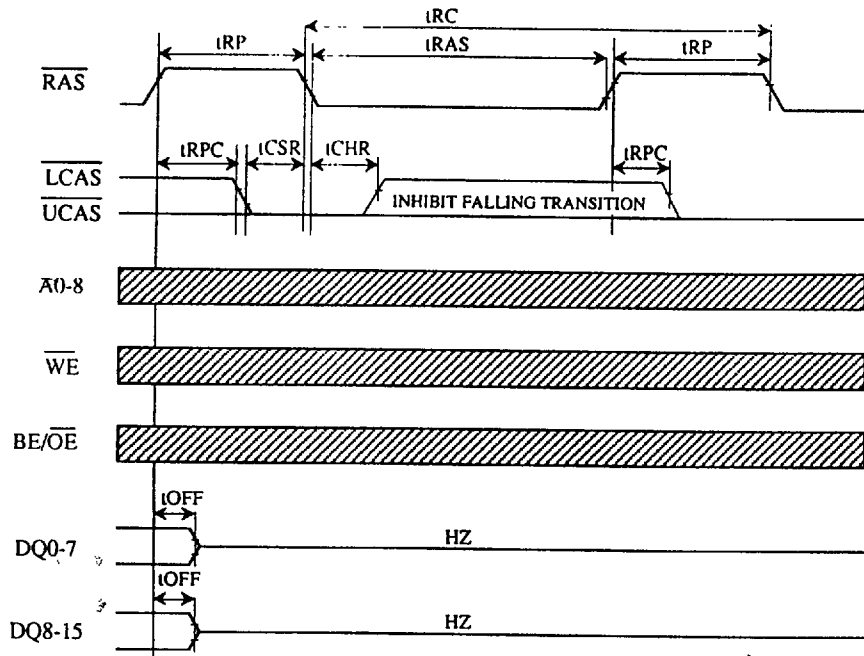 tRC
tRP
tRAS
tRP
RAS
tRPC
tCSR
tCHR
tRPC
LCAS
UCAS
INHIBIT FALLING TRANSITION
A0-8
WE
BE/OE
tOFF
DQ0-7
HZ
tOFF
DQ8-15
HZ